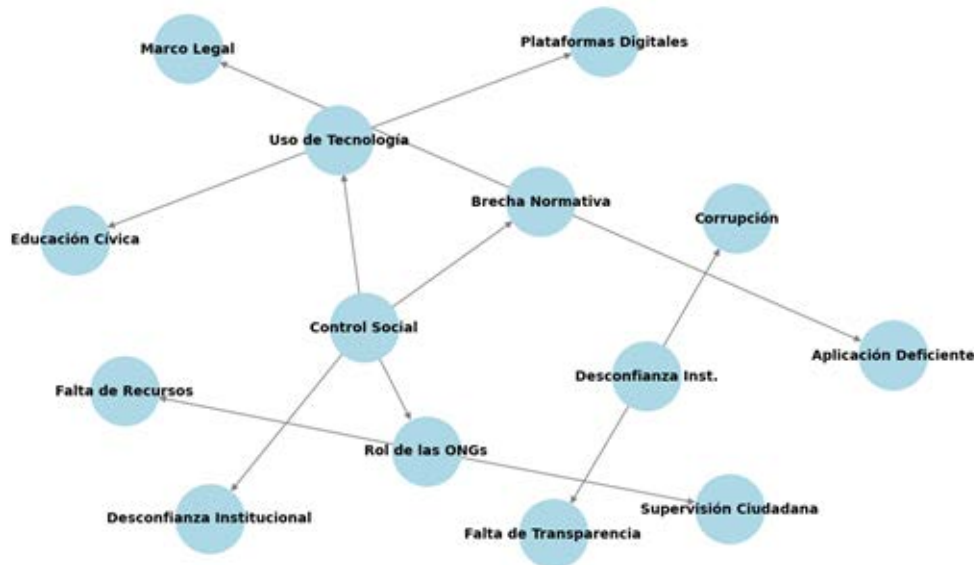 Marco Legal
Plataformas Digitales
Uso de Tecnología
Brecha Normativa
Corrupción
Educación Cívica
Control Social
Aplicación Deficiente
Desconfianza Inst.
Falta de Recursos
Rol de las ONGs
Supervisión Ciudadana
Desconfianza Institucional
Falta de Transparencia